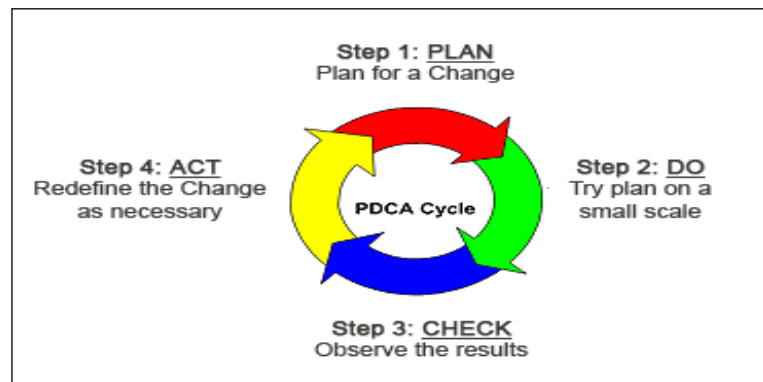 Step 1: PLAN
Plan for a Change
Step 4: ACT
Redefine the Change
as necessary
PDCA Cycle
Step 2: DO
Try plan on a
small scale
Step 3: CHECK
Observe the results